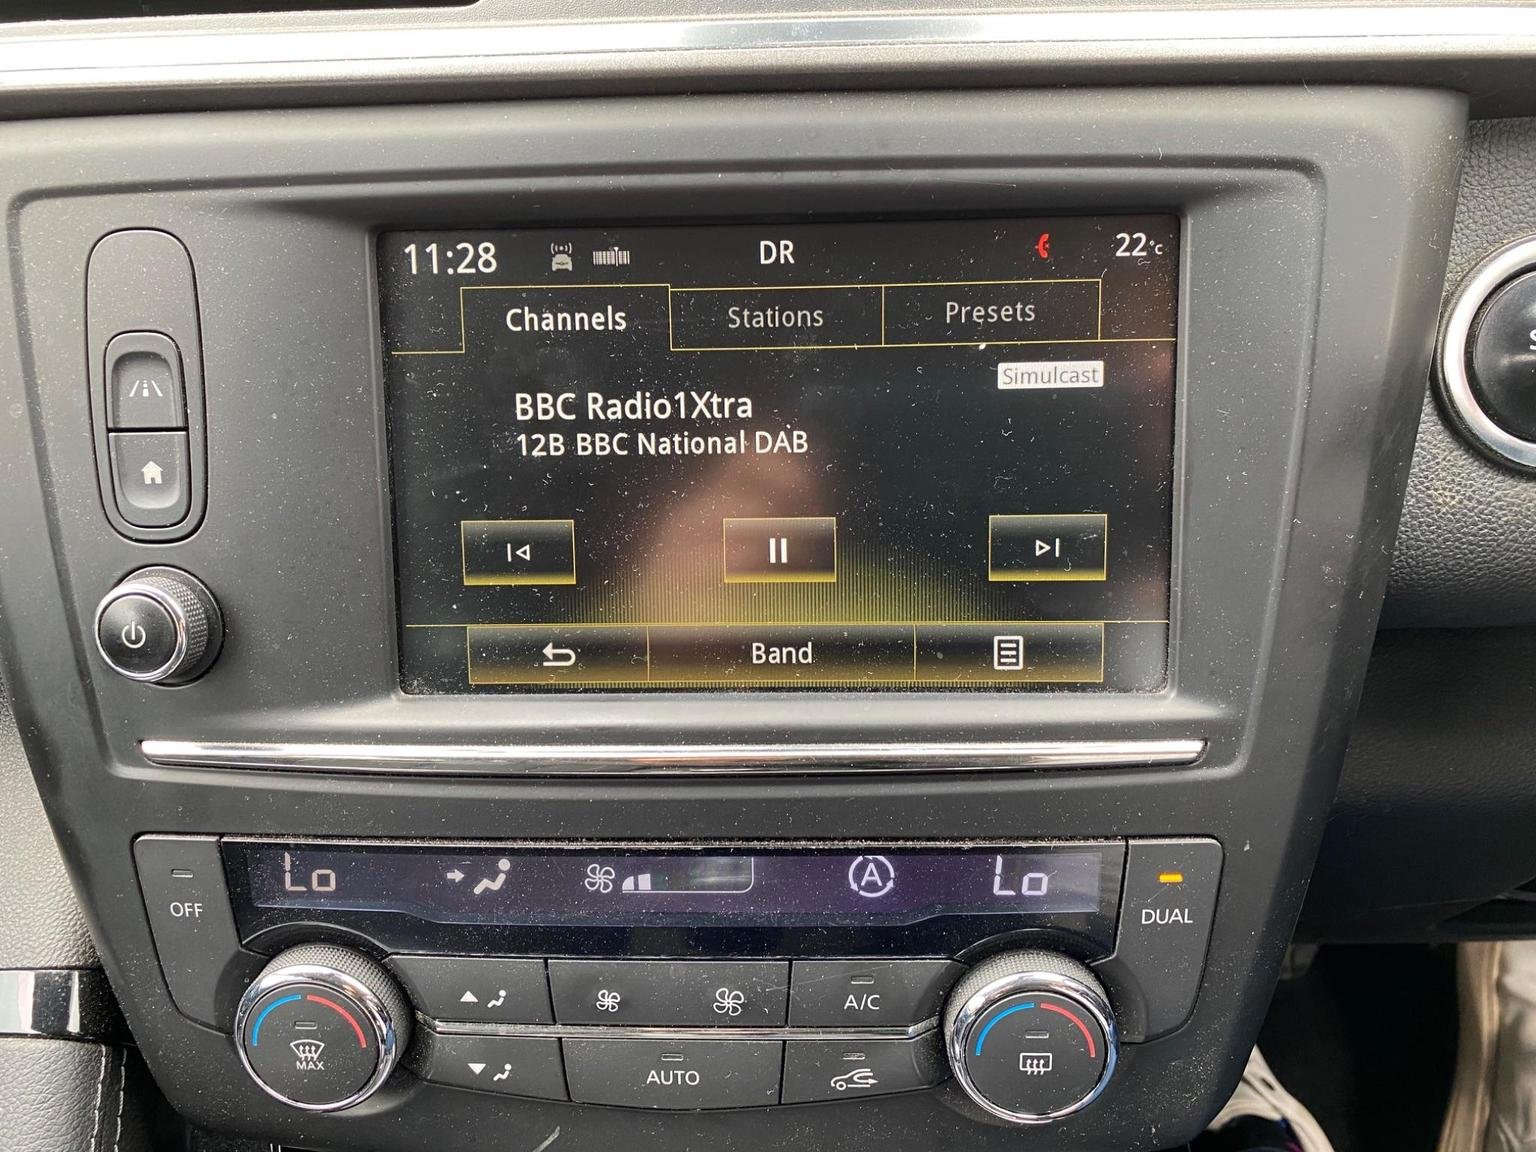 11:28 DR 22°c
Channels Stations Presets
Simulcast
BBC Radio1Xtra
12B BBC National DAB
Band
Lo A Lo
OFF DUAL
A/C
MAX AUTO